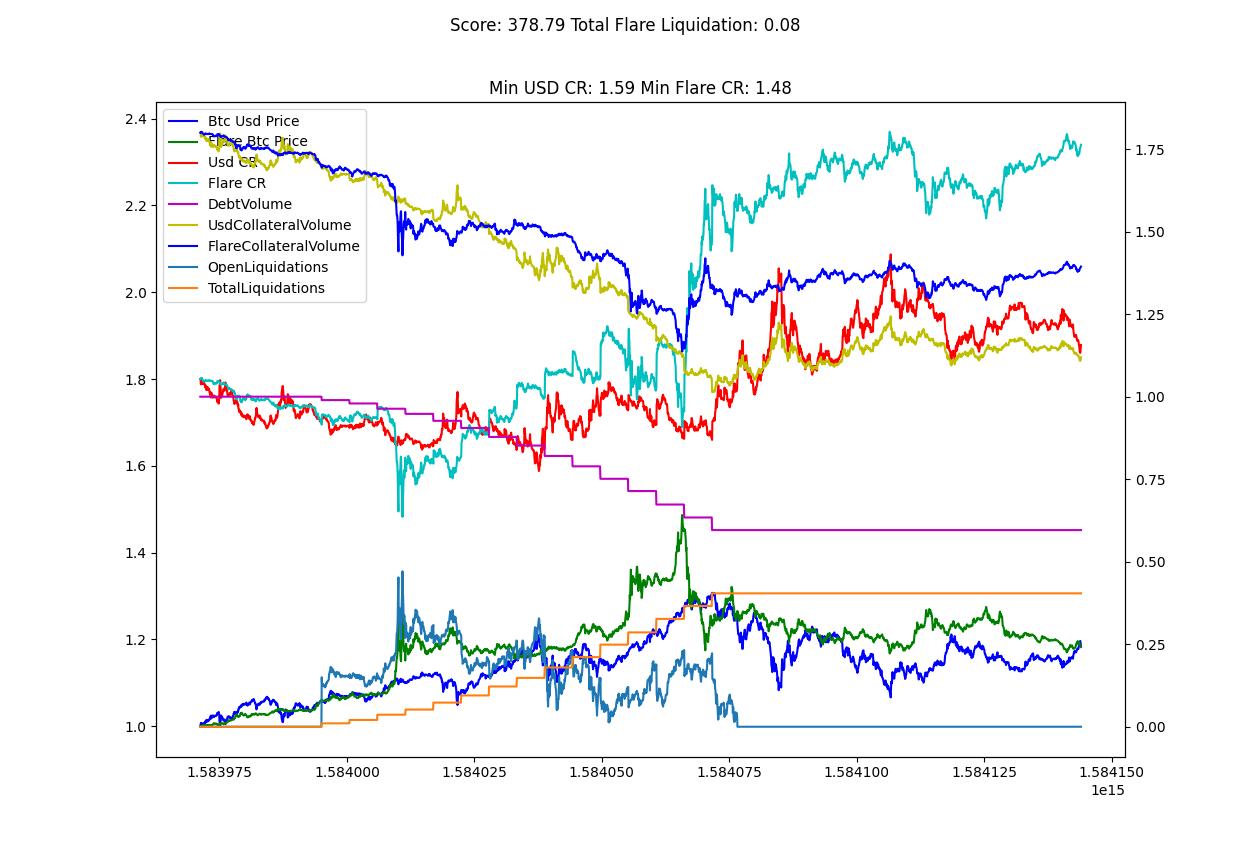 Score: 378.79 Total Flare Liquidation: 0.08
Min USD CR: 1.59 Min Flare CR: 1.48
Btc Usd Price
Flare Btc Price
Usd CR
Flare CR
DebtVolume
UsdCollateralVolume
FlareCollateralVolume
OpenLiquidations
TotalLiquidations
2.4
2.2
2.0
1.8
1.6
1.4
1.2
1.0
1.75
1.50
1.25
1.00
0.75
0.50
0.25
0.00
1.583975 1.584000 1.584025 1.584050 1.584075 1.584100 1.584125 1.584150
1e15